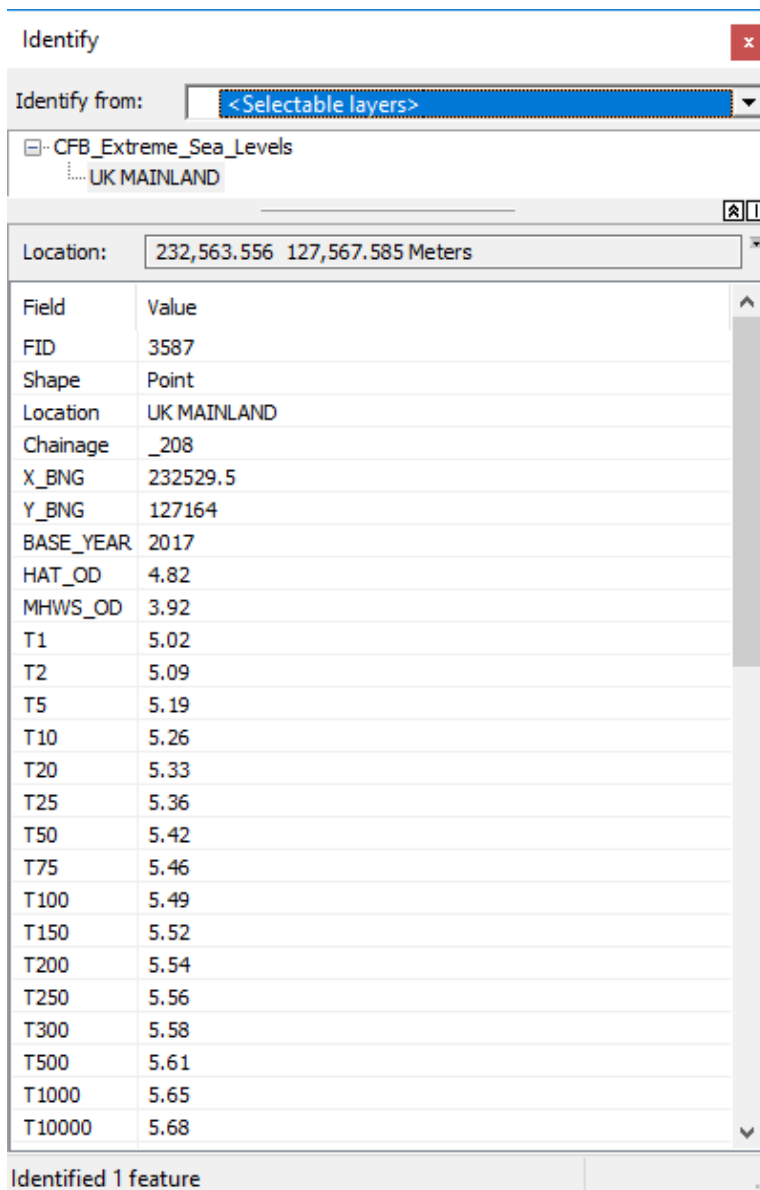 Identify
x
Identify from: <Selectable layers>
CFB_Extreme_Sea_Levels
UK MAINLAND
Location: 232,563.556 127,567.585 Meters
Field Value
FID 3587
Shape Point
Location UK MAINLAND
Chainage _208
X_BNG 232529.5
Y_BNG 127164
BASE_YEAR 2017
HAT_OD 4.82
MHWS_OD 3.92
T1 5.02
T2 5.09
T5 5.19
T10 5.26
T20 5.33
T25 5.36
T50 5.42
T75 5.46
T100 5.49
T150 5.52
T200 5.54
T250 5.56
T300 5.58
T500 5.61
T1000 5.65
T10000 5.68
Identified 1 feature